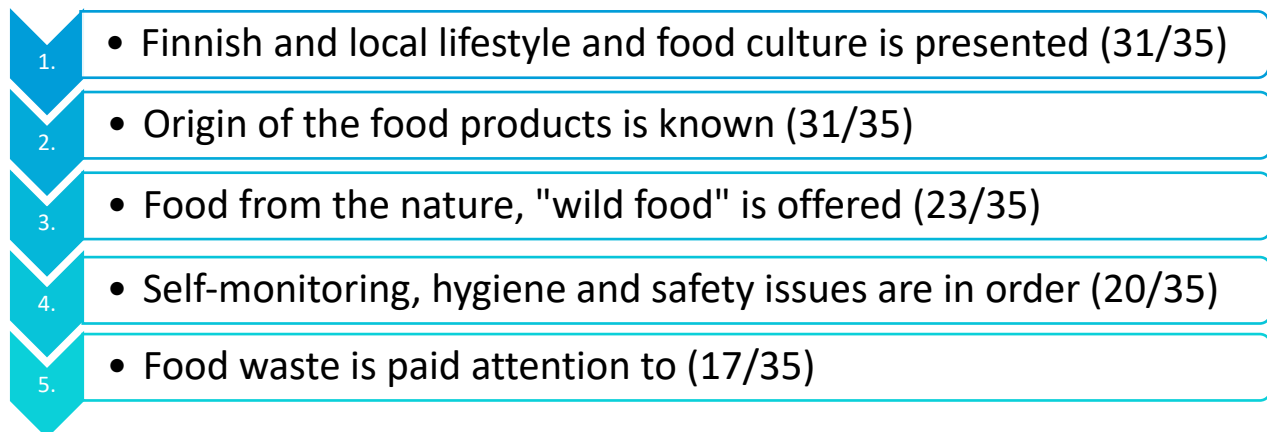 1. • Finnish and local lifestyle and food culture is presented (31/35)
2. • Origin of the food products is known (31/35)
3. • Food from the nature, "wild food" is offered (23/35)
4. • Self-monitoring, hygiene and safety issues are in order (20/35)
5. • Food waste is paid attention to (17/35)